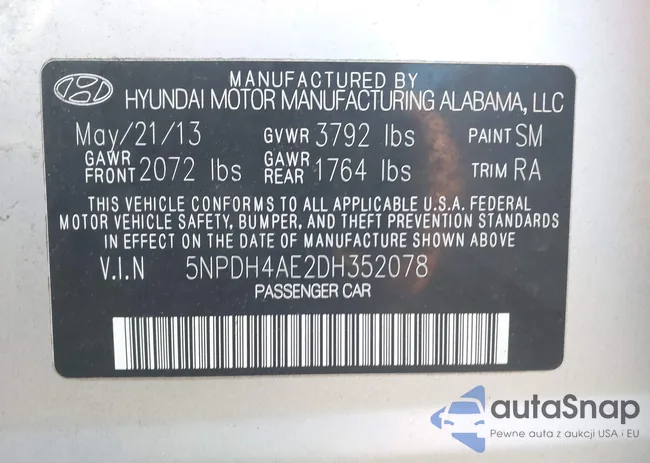 MANUFACTURED BY
HYUNDAI MOTOR MANUFACTURING ALABAMA, LLC
May/21/13 GVWR 3792 lbs PAINT SM
GAWR FRONT 2072 lbs GAWR REAR 1764 lbs TRIM RA
THIS VEHICLE CONFORMS TO ALL APPLICABLE U.S.A. FEDERAL
MOTOR VEHICLE SAFETY, BUMPER, AND THEFT PREVENTION STANDARDS
IN EFFECT ON THE DATE OF MANUFACTURE SHOWN ABOVE
V.I.N 5NPDH4AE2DH352078
PASSENGER CAR
autaSnap
Pewne auta z aukcji USA i EU